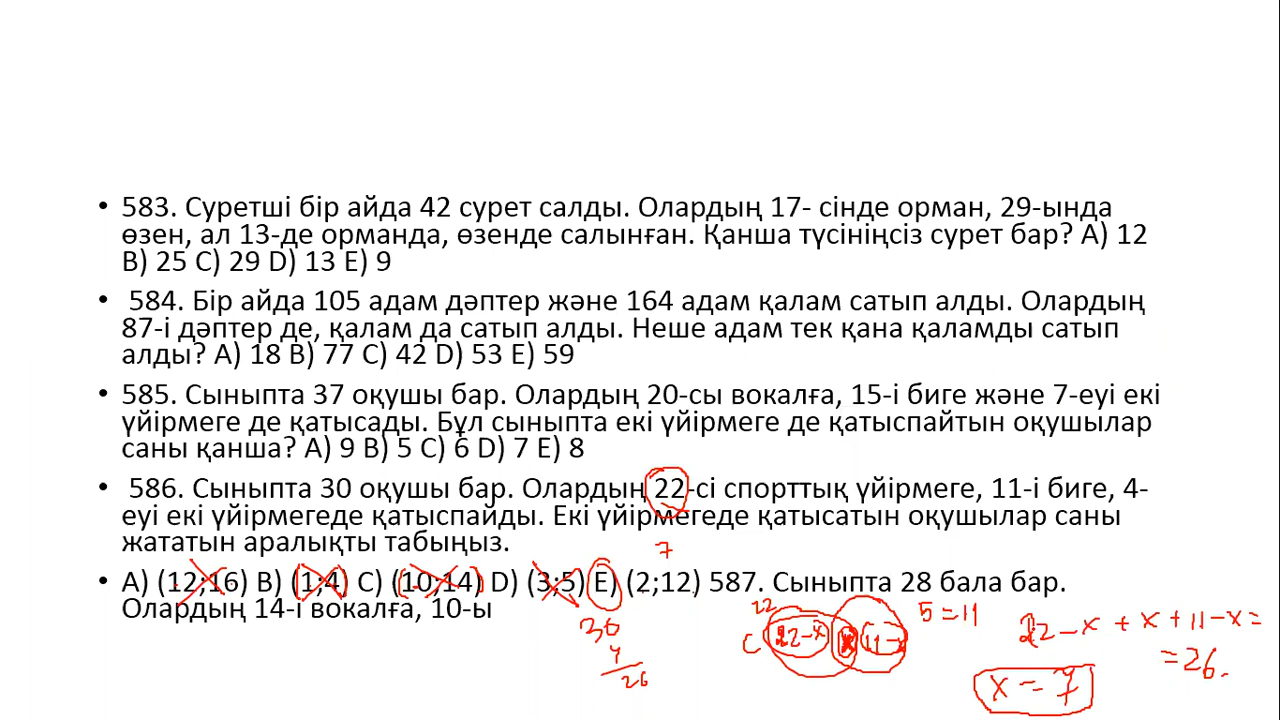 • 583. Суретші бір айда 42 сурет салды. Олардың 17- сінде орман, 29-ында
өзен, ал 13-де орманда, өзенде салынған. Қанша түсініңсіз сурет бар? A) 12
B) 25 C) 29 D) 13 E) 9
• 584. Бір айда 105 адам дәптер және 164 адам қалам сатып алды. Олардың
87-і дәптер де, қалам да сатып алды. Неше адам тек қана қаламды сатып
алды? A) 18 B) 77 C) 42 D) 53 E) 59
• 585. Сыныпта 37 оқушы бар. Олардың 20-сы вокалға, 15-і биге және 7-еуі екі
үйірмеге де қатысады. Бұл сыныпта екі үйірмеге де қатыспайтын оқушылар
саны қанша? A) 9 B) 5 C) 6 D) 7 E) 8
• 586. Сыныпта 30 оқушы бар. Олардың 22-сі спорттық үйірмеге, 11-і биге, 4-
еуі екі үйірмегеде қатыспайды. Екі үйірмегеде қатысатын оқушылар саны
жататын аралықты табыңыз.
7
• A) (12;16) B) (1;4) C) (10;14) D) (3;5) E) (2;12) 587. Сыныпта 28 бала бар.
Олардың 14-і вокалға, 10-ы
22 5=11
30 C 22-x x 11-x 22-x+x+11-x=
4 =26.
26 x=7